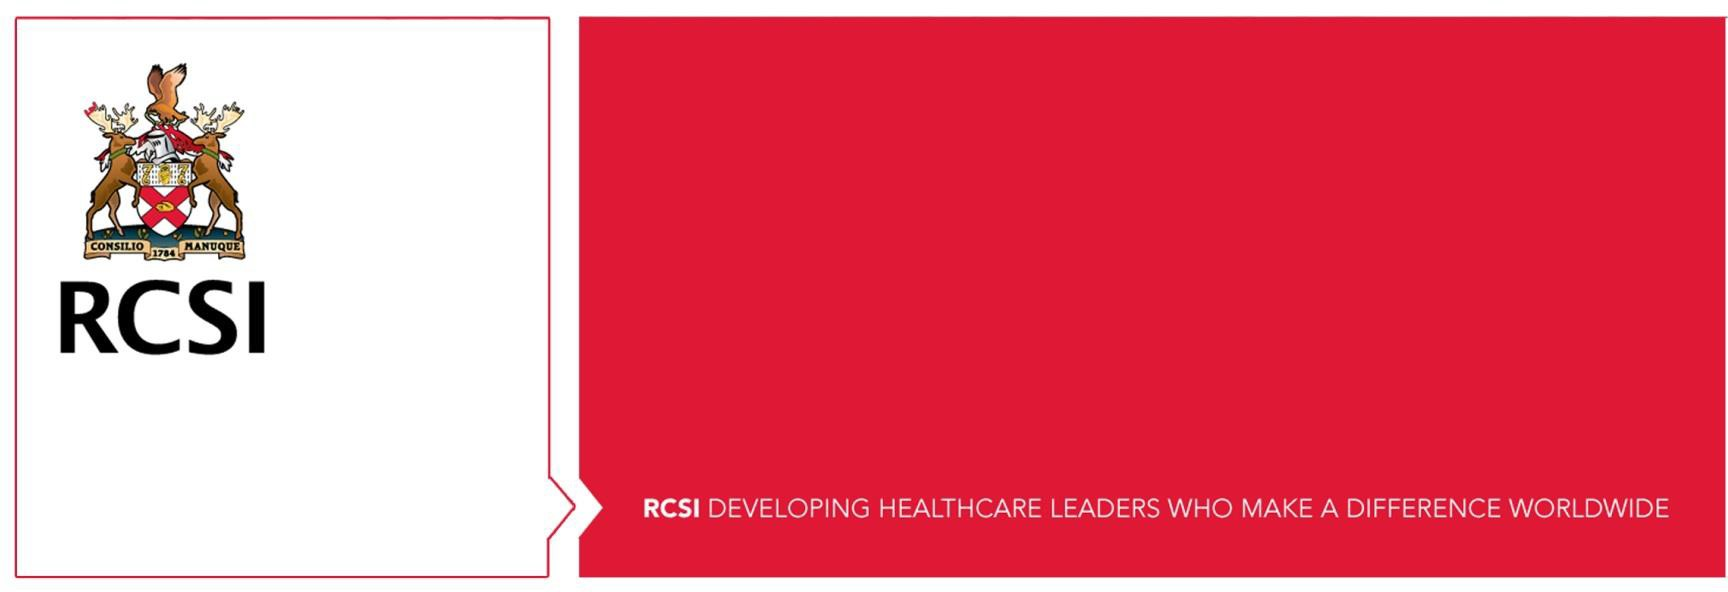 CONSILIO 1784 MANUQUE
RCSI
RCSI DEVELOPING HEALTHCARE LEADERS WHO MAKE A DIFFERENCE WORLDWIDE